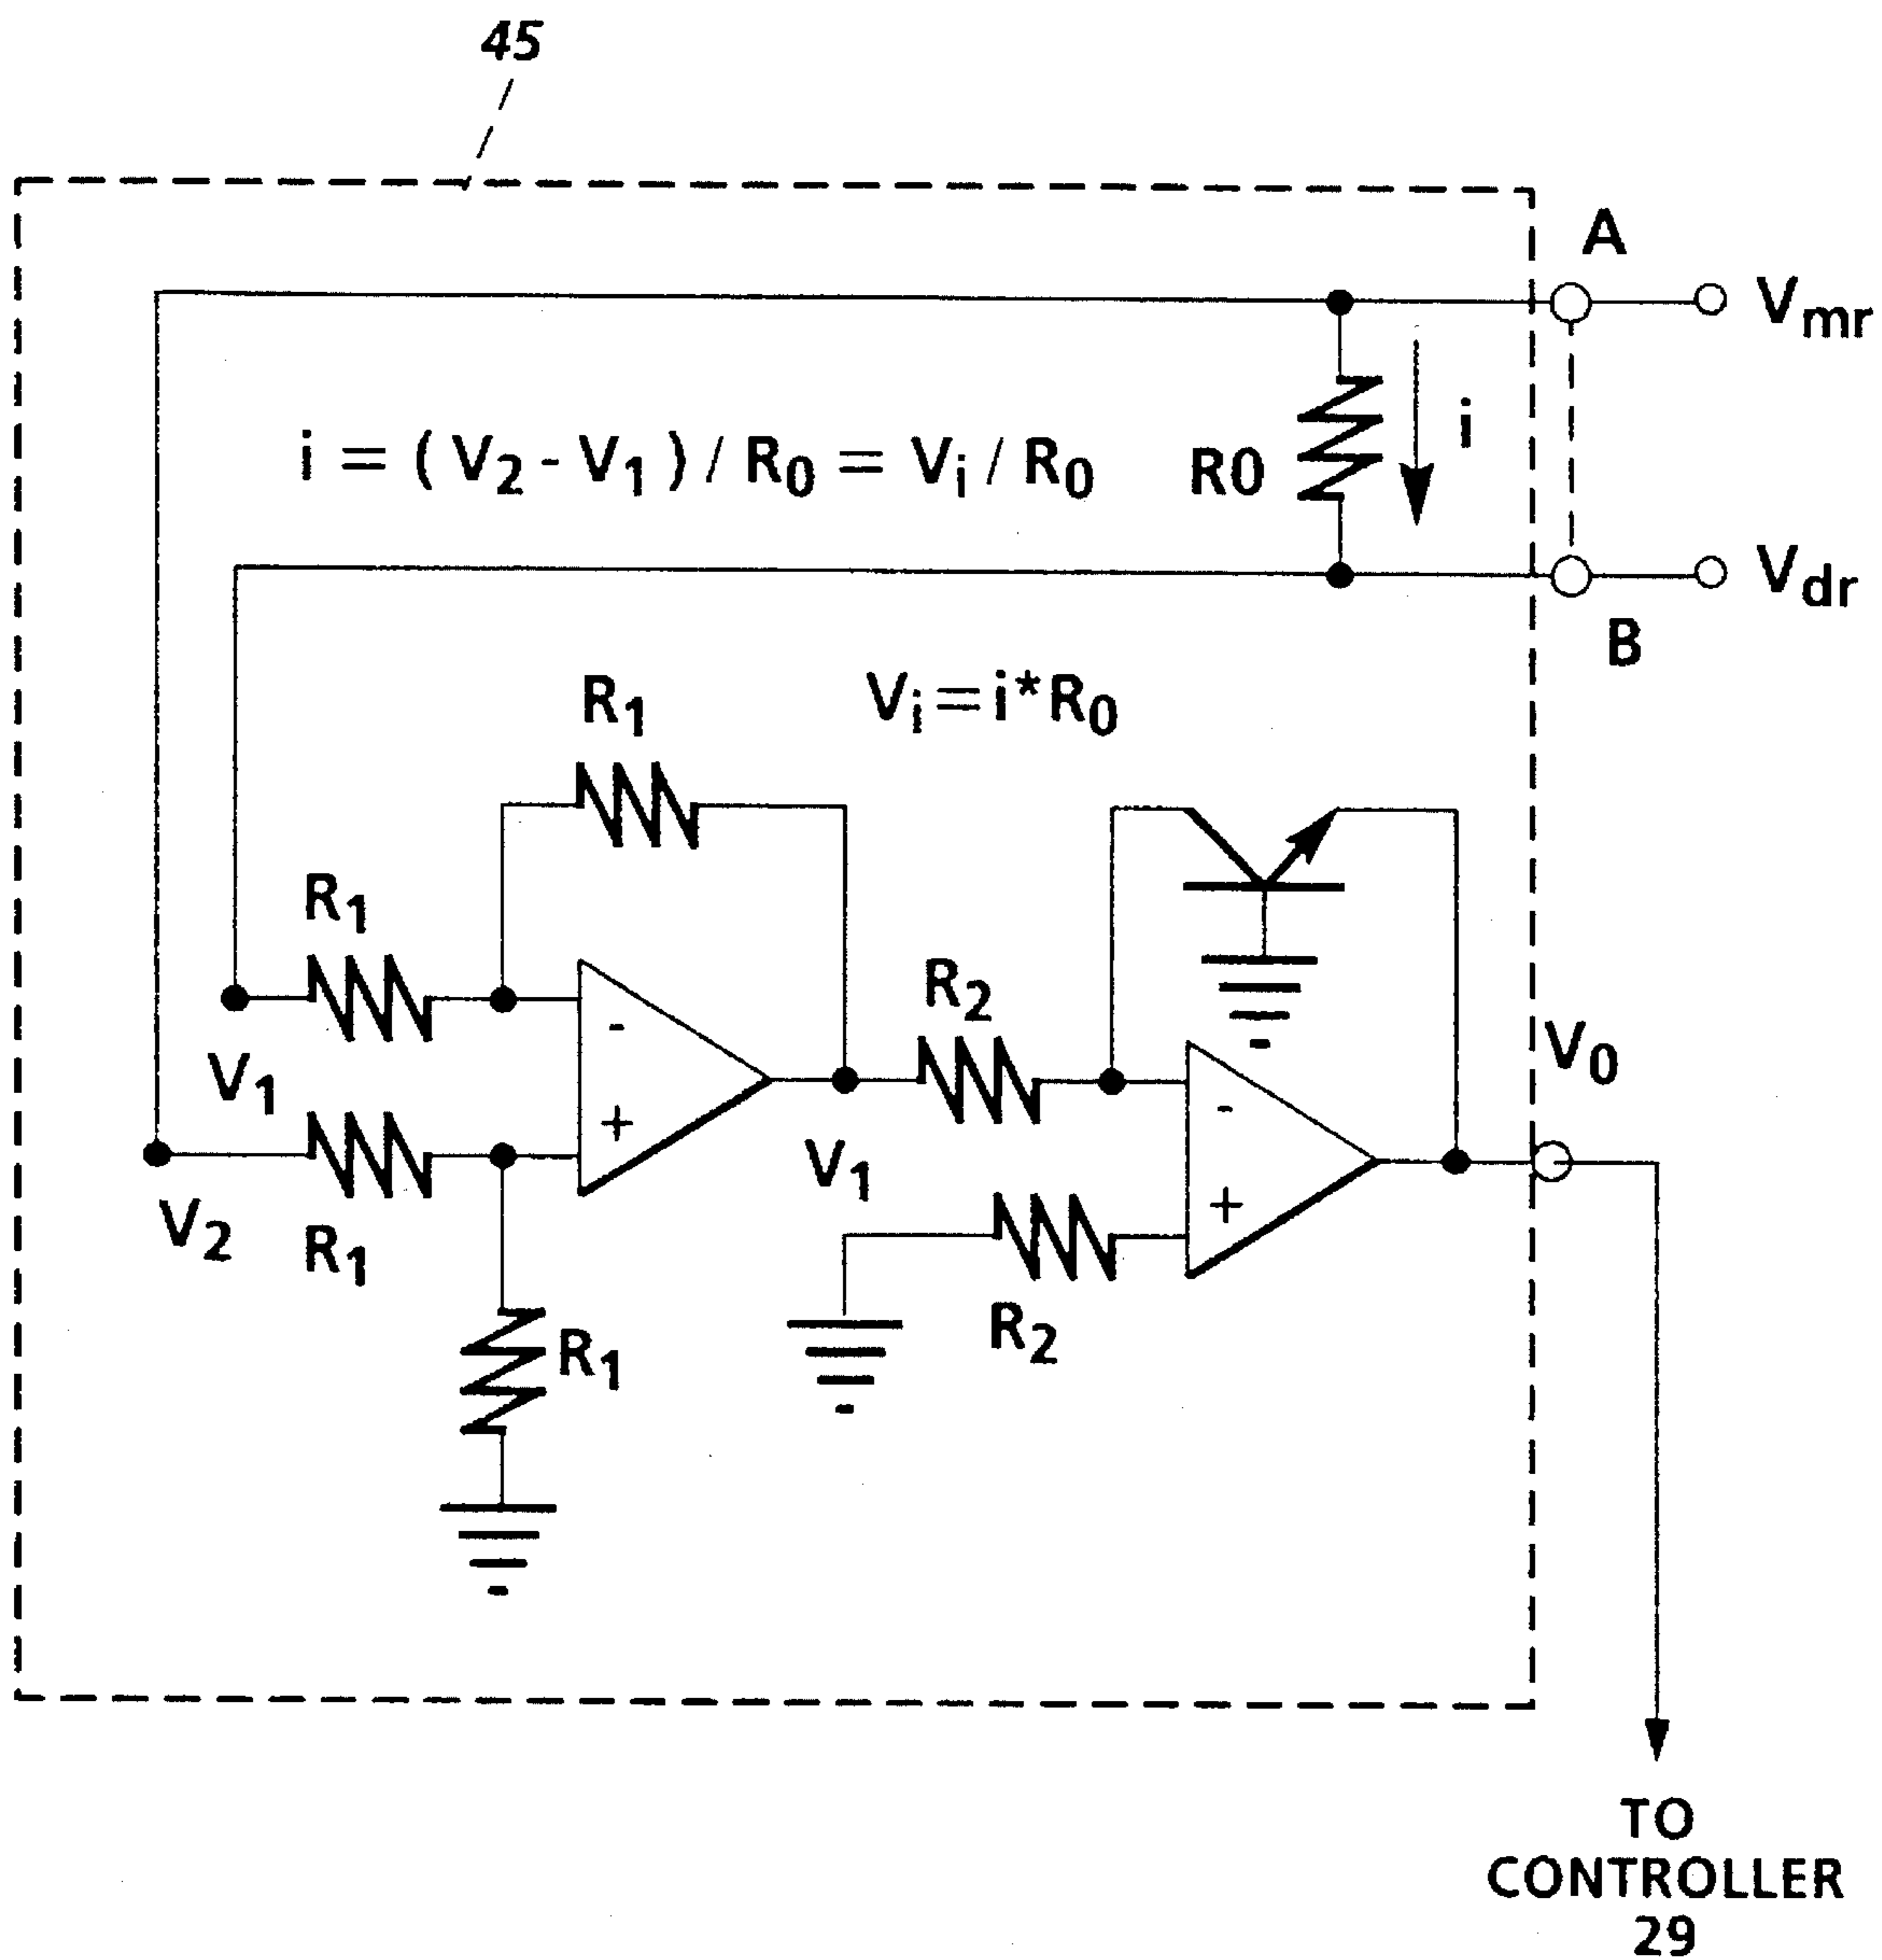 45
A
Vmr
i = ( V2 - V1 ) / R0 = Vi / R0
R0
i
Vdr
B
Vi = i*R0
R1
R1
R2
V0
V1
-
-
+
V1
+
V2
R1
R2
R1
TO
CONTROLLER
29